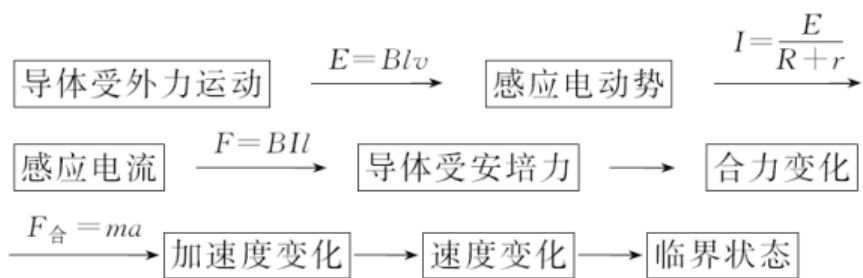 导体受外力运动 E=Blv 感应电动势 I=E/(R+r)
感应电流 F=BIl 导体受安培力 合力变化
F合=ma 加速度变化 速度变化 临界状态